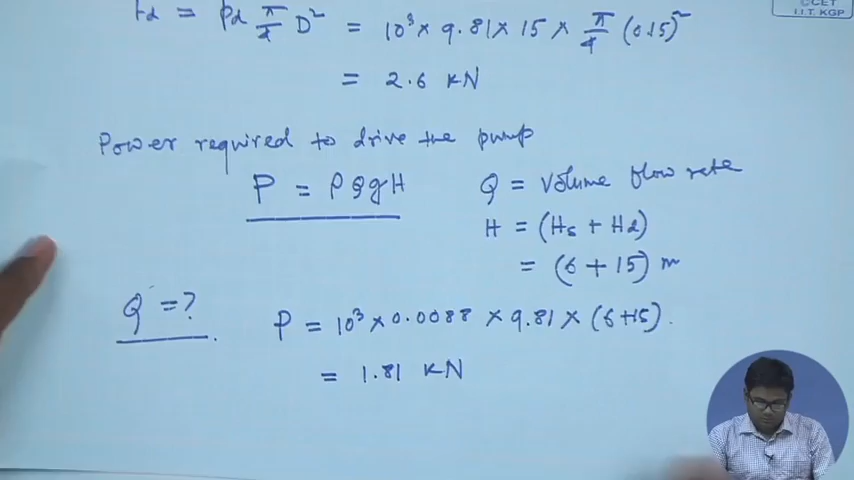 ©CET
I.I.T. KGP
Fd = pd π/4 D² = 10³ × 9.81 × 15 × π/4 (0.15)²
= 2.6 KN
Power required to drive the pump
P = ρQgH
Q = Volume flow rate
H = (Hs + Hd)
= (6 + 15) m
Q = ?
P = 10³ × 0.0088 × 9.81 × (6+15).
= 1.81 KN